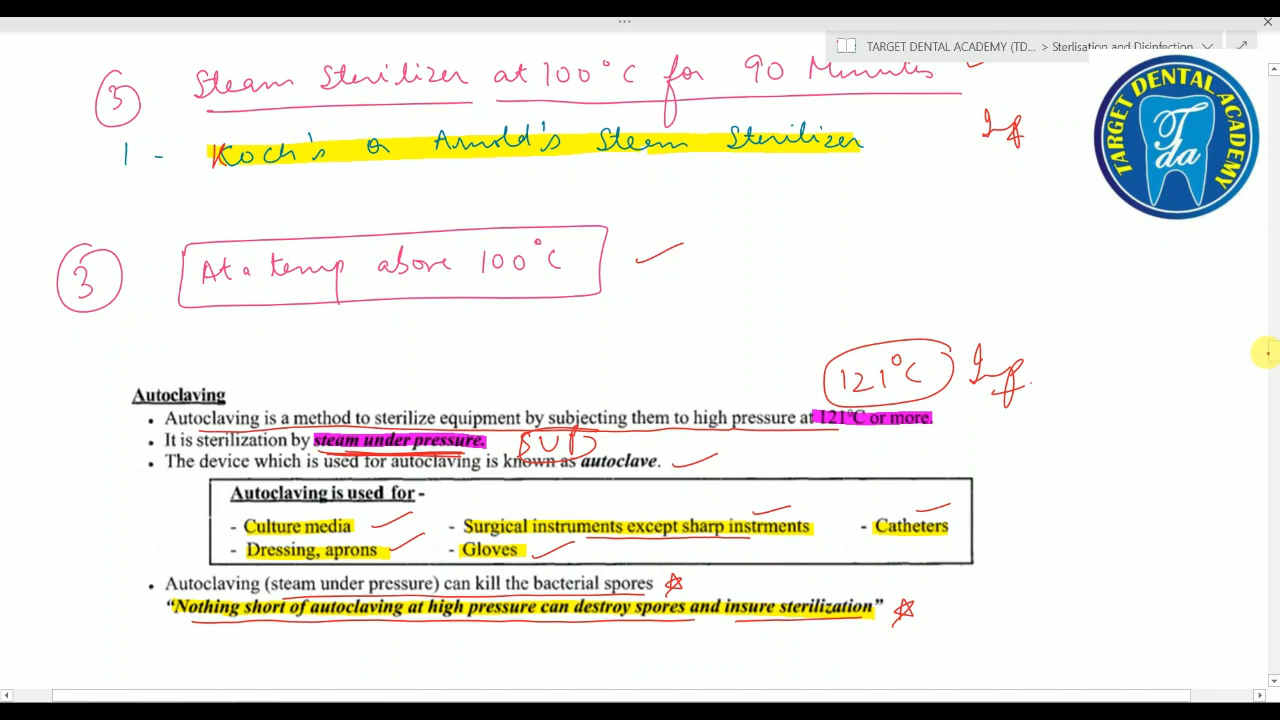 TARGET DENTAL ACADEMY (TD... > Sterlisation and Disinfection
5 Steam Sterilizer at 100°C for 90 Minutes
Imp
1 - Koch's or Arnold's Steam Sterilizer
TARGET DENTAL ACADEMY
Tda
3 At a temp above 100°C
121°C Imp.
Autoclaving
• Autoclaving is a method to sterilize equipment by subjecting them to high pressure at 121°C or more.
• It is sterilization by steam under pressure. SUP
• The device which is used for autoclaving is known as autoclave.
Autoclaving is used for -
- Culture media - Surgical instruments except sharp instrments - Catheters
- Dressing, aprons - Gloves
• Autoclaving (steam under pressure) can kill the bacterial spores
"Nothing short of autoclaving at high pressure can destroy spores and insure sterilization"